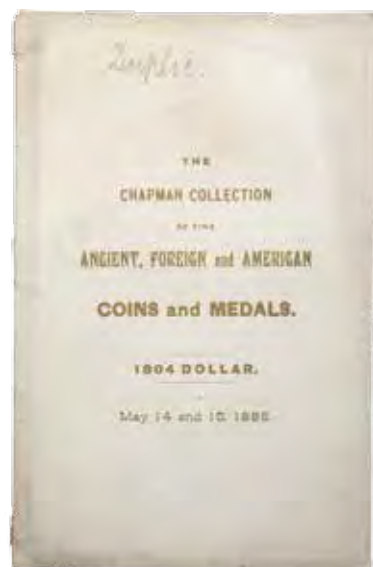 THE
CHAPMAN COLLECTION
OF FINE
ANCIENT, FOREIGN and AMERICAN
COINS and MEDALS.
1804 DOLLAR.
May 14 and 15